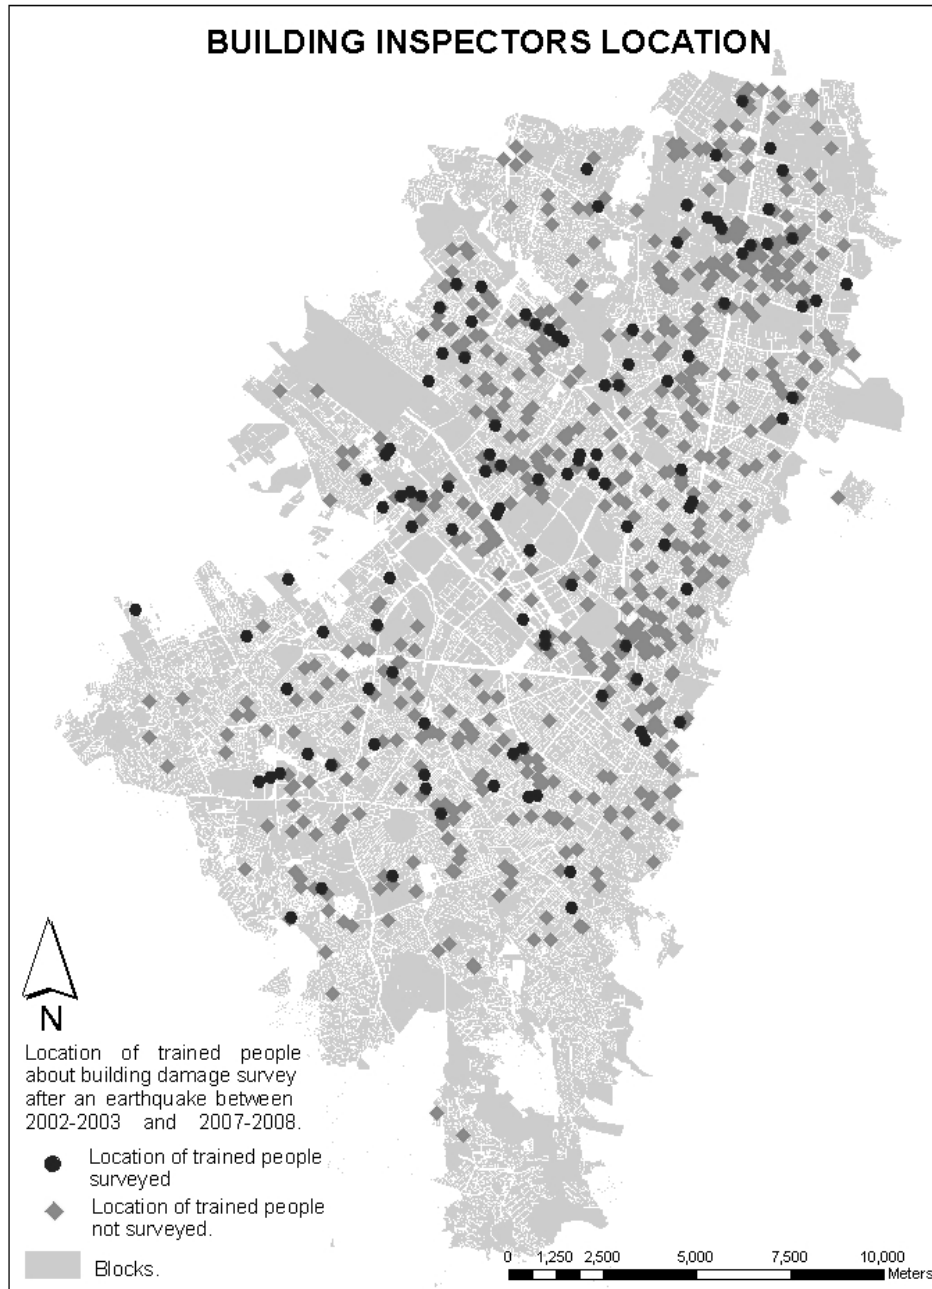 BUILDING INSPECTORS LOCATION
N
Location of trained people
about building damage survey
after an earthquake between
2002-2003 and 2007-2008.
Location of trained people
surveyed
Location of trained people
not surveyed.
Blocks.
0 1,250 2,500 5,000 7,500 10,000
Meters